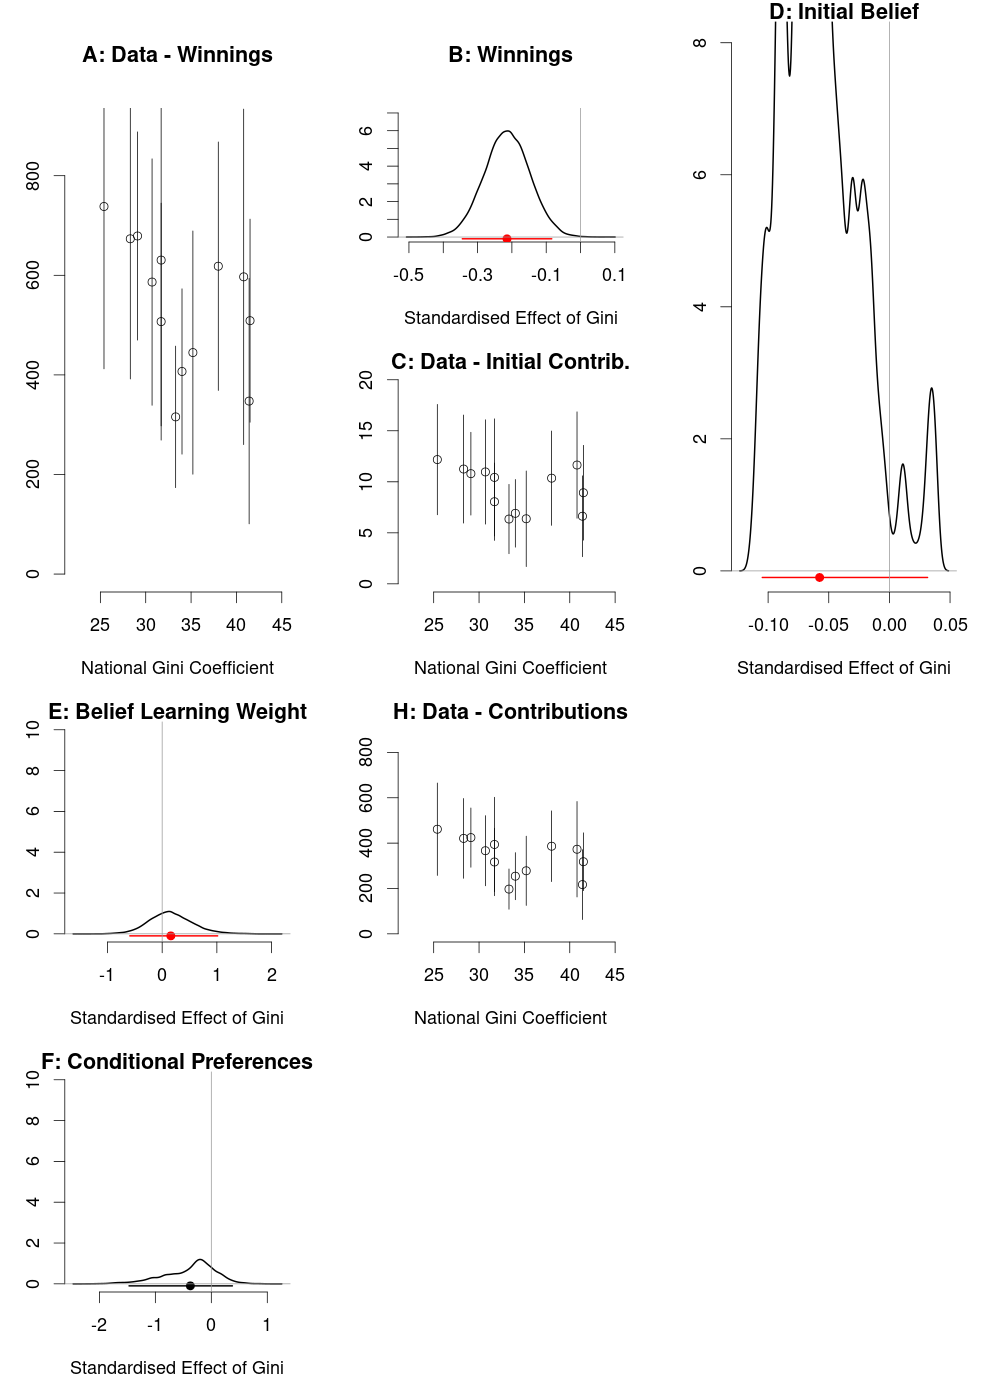 A: Data - Winnings
0 200 400 600 800
25 30 35 40 45
National Gini Coefficient
B: Winnings
0 2 4 6
-0.5 -0.3 -0.1 0.1
Standardised Effect of Gini
C: Data - Initial Contrib.
0 5 10 15 20
25 30 35 40 45
National Gini Coefficient
D: Initial Belief
0 2 4 6 8
-0.10 -0.05 0.00 0.05
Standardised Effect of Gini
E: Belief Learning Weight
0 2 4 6 8 10
-1 0 1 2
Standardised Effect of Gini
H: Data - Contributions
0 200 400 600 800
25 30 35 40 45
National Gini Coefficient
F: Conditional Preferences
0 2 4 6 8 10
-2 -1 0 1
Standardised Effect of Gini